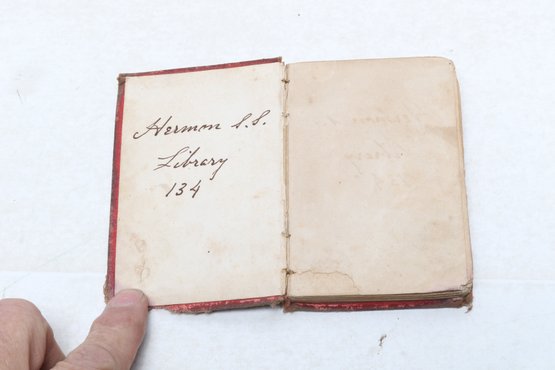 Hermon S.S.
Library
134